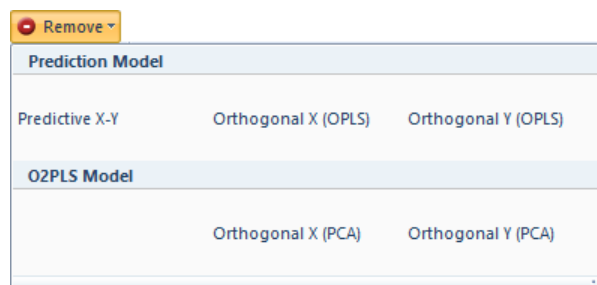 Remove
Prediction Model
Predictive X-Y Orthogonal X (OPLS) Orthogonal Y (OPLS)
O2PLS Model
Orthogonal X (PCA) Orthogonal Y (PCA)